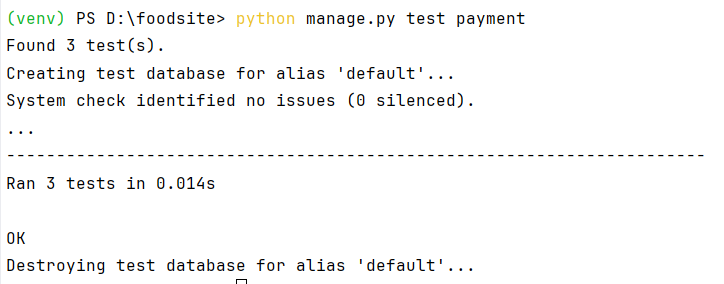 (venv) PS D:\foodsite> python manage.py test payment
Found 3 test(s).
Creating test database for alias 'default'...
System check identified no issues (0 silenced).
...
----------------------------------------------------------------------
Ran 3 tests in 0.014s

OK
Destroying test database for alias 'default'...